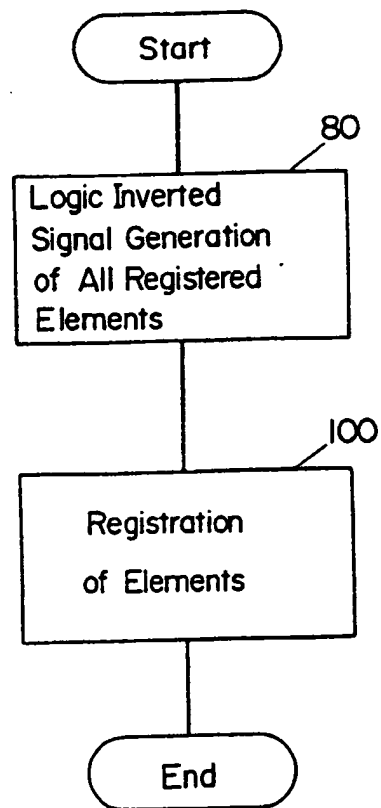 Start
80
Logic Inverted
Signal Generation
of All Registered
Elements
100
Registration
of Elements
End